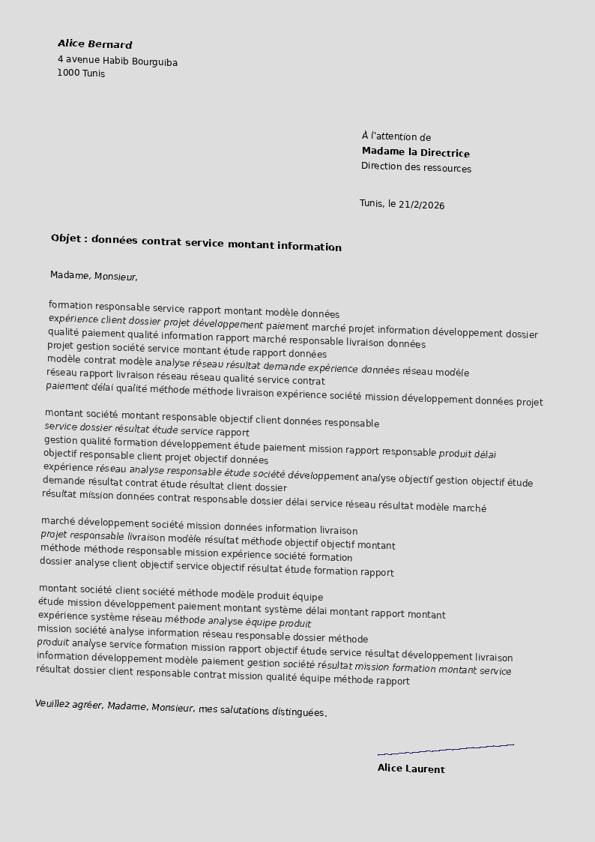 Alice Bernard
4 avenue Habib Bourguiba
1000 Tunis
À l'attention de
Madame la Directrice
Direction des ressources
Tunis, le 21/2/2026
Objet : données contrat service montant information
Madame, Monsieur,
formation responsable service rapport montant modèle données
expérience client dossier projet développement paiement marché projet information développement dossier
qualité paiement qualité information rapport marché responsable livraison données
projet gestion société service montant étude rapport données
modèle contrat modèle analyse réseau résultat demande expérience données réseau modèle
réseau rapport livraison réseau réseau qualité service contrat
paiement délai qualité méthode méthode livraison expérience société mission développement données projet
montant société montant responsable objectif client données responsable
service dossier résultat étude service rapport
gestion qualité formation développement étude paiement mission rapport responsable produit délai
objectif responsable client projet objectif données
expérience réseau analyse responsable étude société développement analyse objectif gestion objectif étude
demande résultat contrat étude résultat client dossier
résultat mission données contrat responsable dossier délai service réseau résultat modèle marché
marché développement société mission données information livraison
projet responsable livraison modèle résultat méthode objectif objectif montant
méthode méthode responsable mission expérience société formation
dossier analyse client objectif service objectif résultat étude formation rapport
montant société client société méthode modèle produit équipe
étude mission développement paiement montant système délai montant rapport montant
expérience système réseau méthode analyse équipe produit
mission société analyse information réseau responsable dossier méthode
produit analyse service formation mission rapport objectif étude service résultat développement livraison
information développement modèle paiement gestion société résultat mission formation montant service
résultat dossier client responsable contrat mission qualité équipe méthode rapport
Veuillez agréer, Madame, Monsieur, mes salutations distinguées.
Alice Laurent